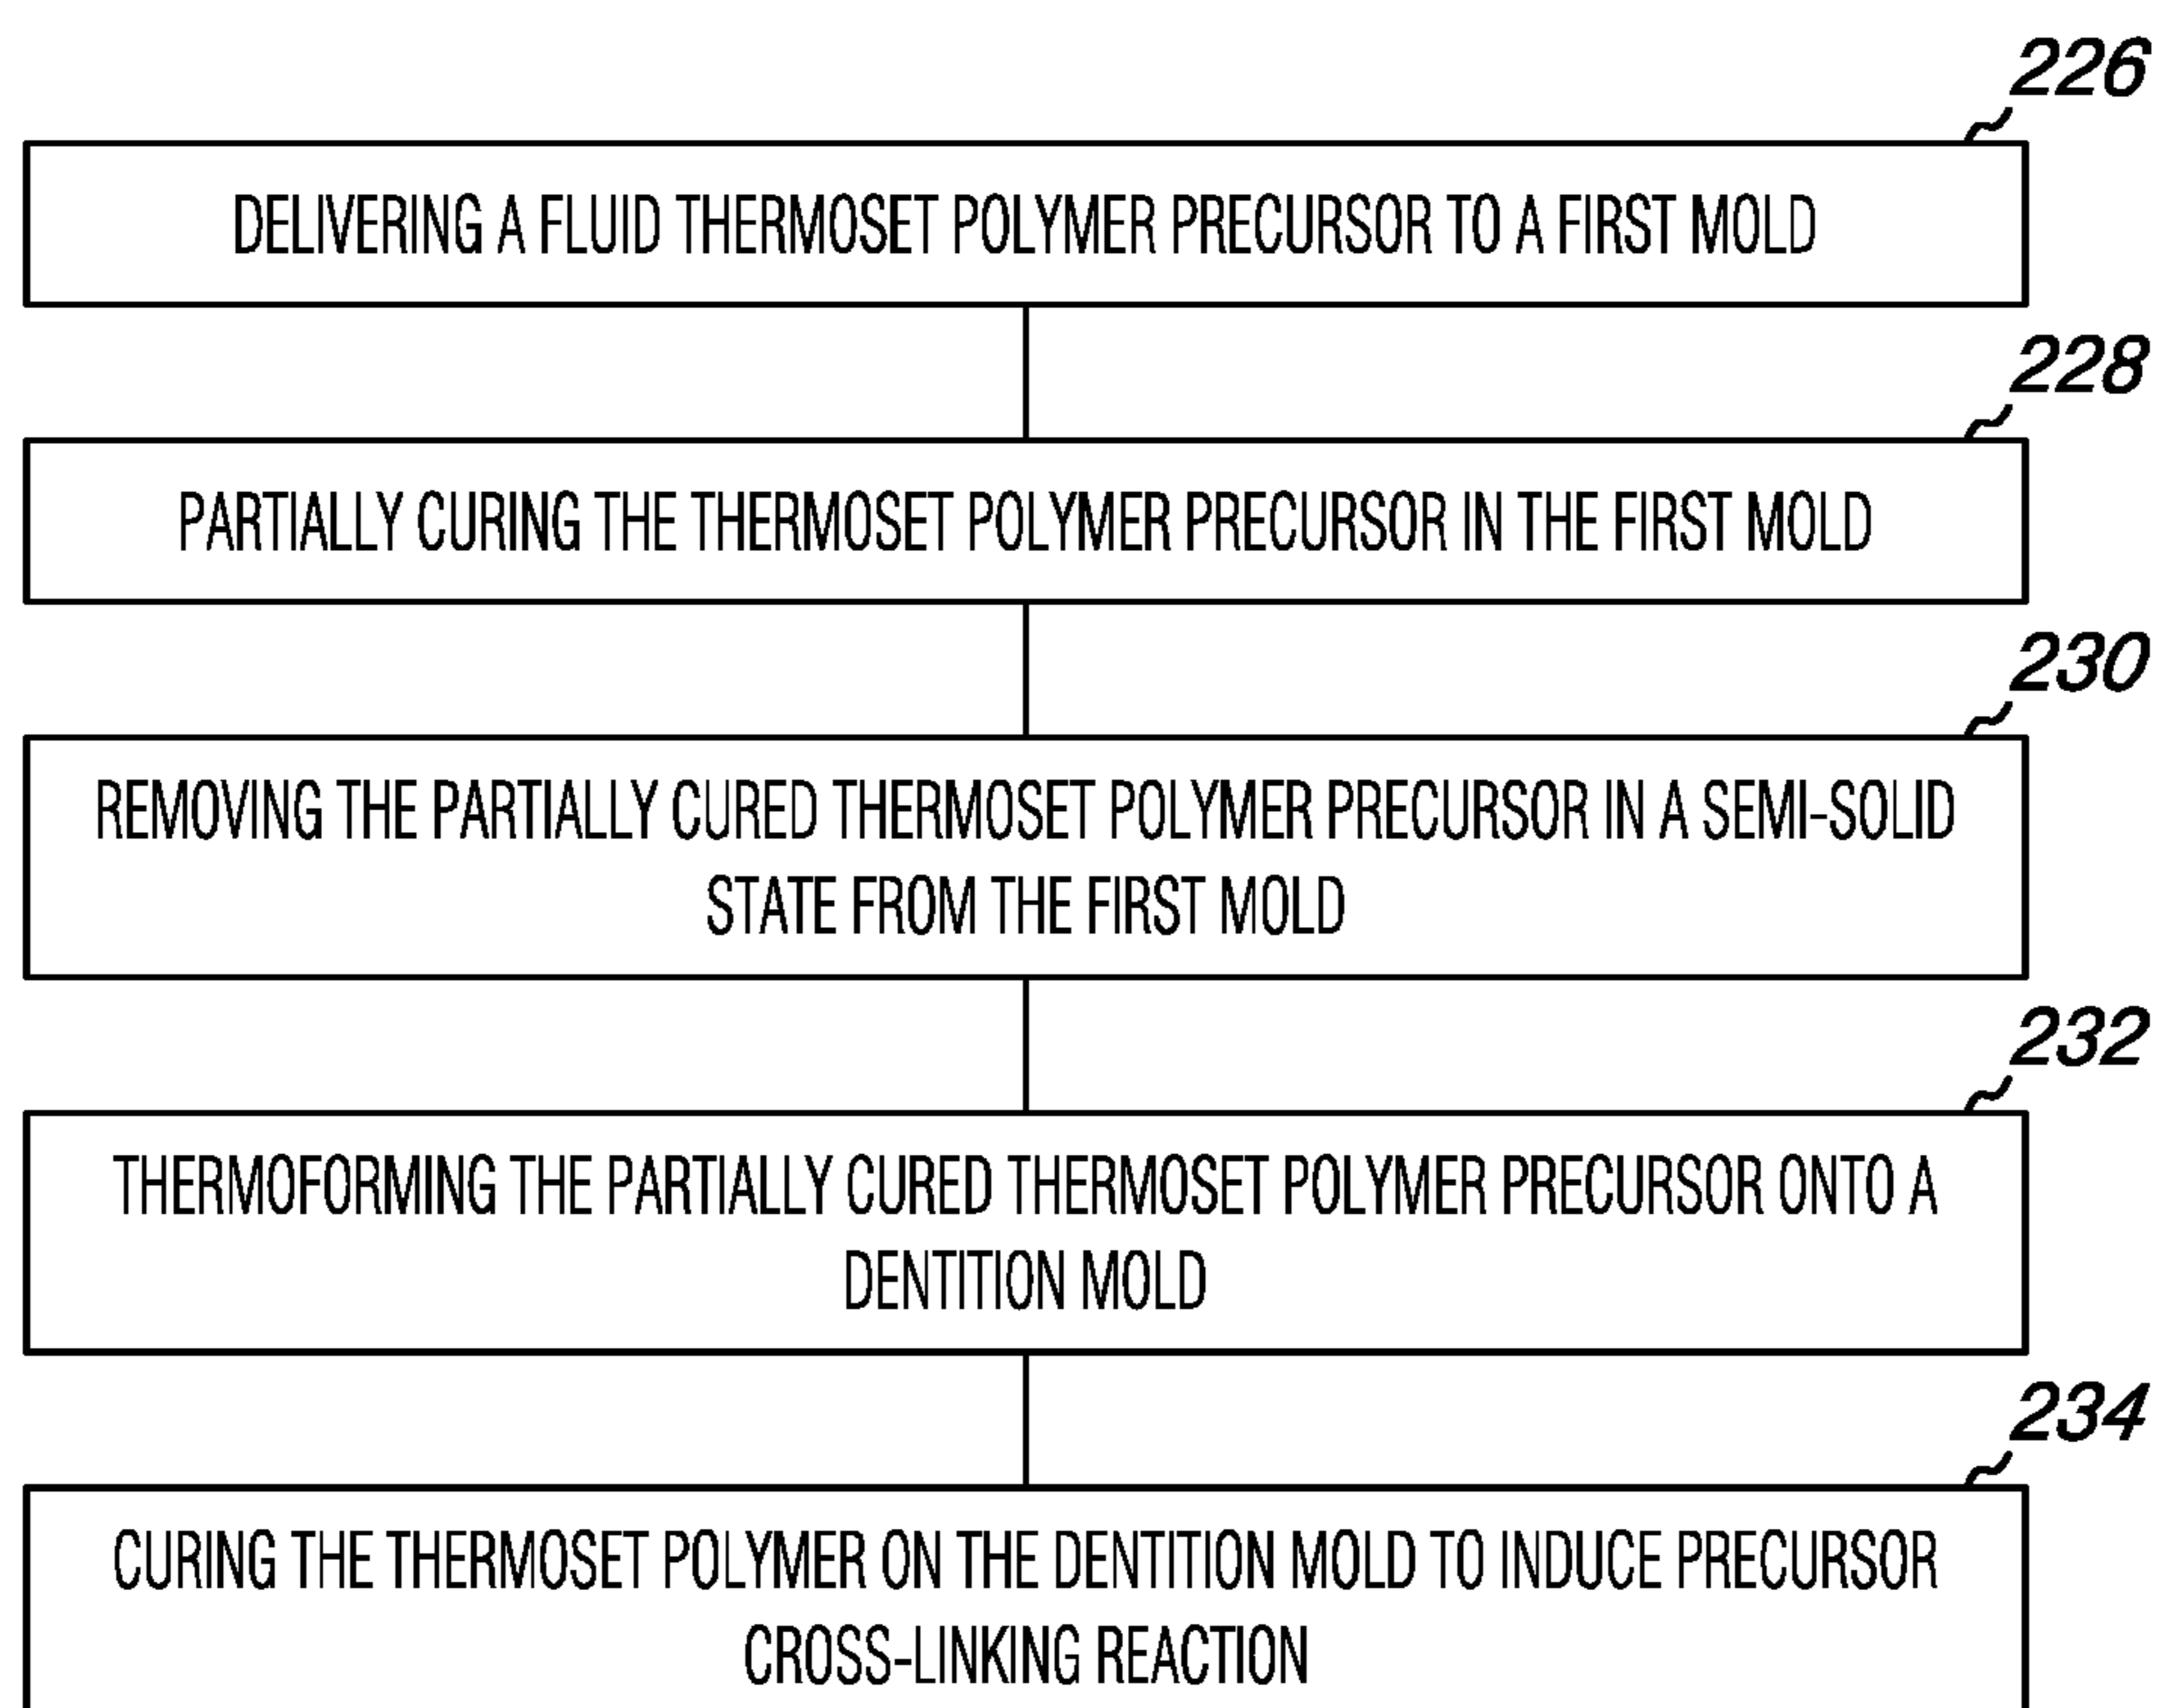 226
DELIVERING A FLUID THERMOSET POLYMER PRECURSOR TO A FIRST MOLD
228
PARTIALLY CURING THE THERMOSET POLYMER PRECURSOR IN THE FIRST MOLD
230
REMOVING THE PARTIALLY CURED THERMOSET POLYMER PRECURSOR IN A SEMI-SOLID
STATE FROM THE FIRST MOLD
232
THERMOFORMING THE PARTIALLY CURED THERMOSET POLYMER PRECURSOR ONTO A
DENTITION MOLD
234
CURING THE THERMOSET POLYMER ON THE DENTITION MOLD TO INDUCE PRECURSOR
CROSS-LINKING REACTION